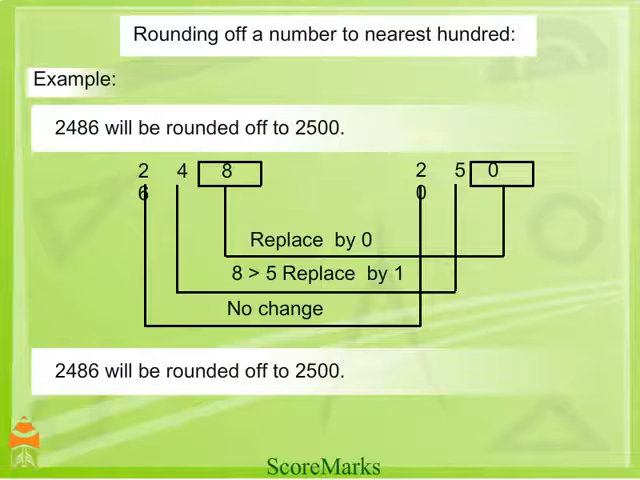 Rounding off a number to nearest hundred:
Example:
2486 will be rounded off to 2500.
2 4 8 2 5 0
6 0
Replace by 0
8 > 5 Replace by 1
No change
2486 will be rounded off to 2500.
ScoreMarks